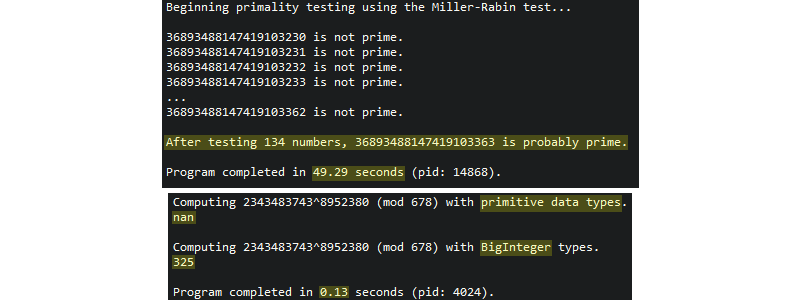 Beginning primality testing using the Miller-Rabin test...
36893488147419103230 is not prime.
36893488147419103231 is not prime.
36893488147419103232 is not prime.
36893488147419103233 is not prime.
...
36893488147419103362 is not prime.
After testing 134 numbers, 36893488147419103363 is probably prime.
Program completed in 49.29 seconds (pid: 14868).
Computing 2343483743^8952380 (mod 678) with primitive data types.
nan
Computing 2343483743^8952380 (mod 678) with BigInteger types.
325
Program completed in 0.13 seconds (pid: 4024).